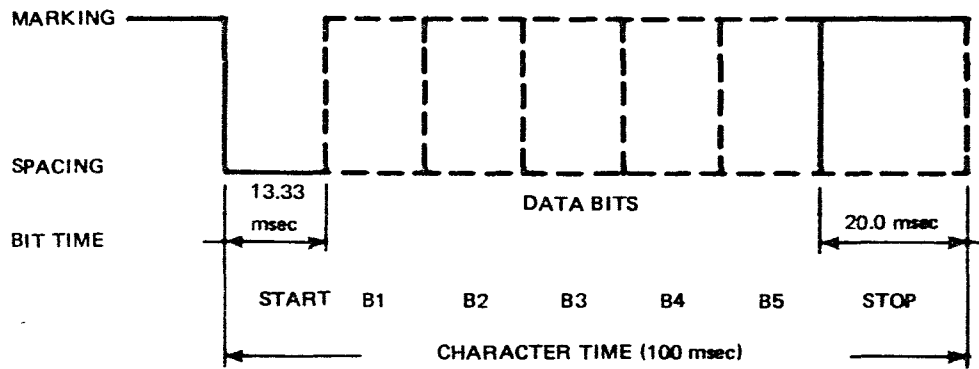 MARKING
SPACING
13.33
msec
DATA BITS
20.0 msec
BIT TIME
START B1 B2 B3 B4 B5 STOP
CHARACTER TIME (100 msec)